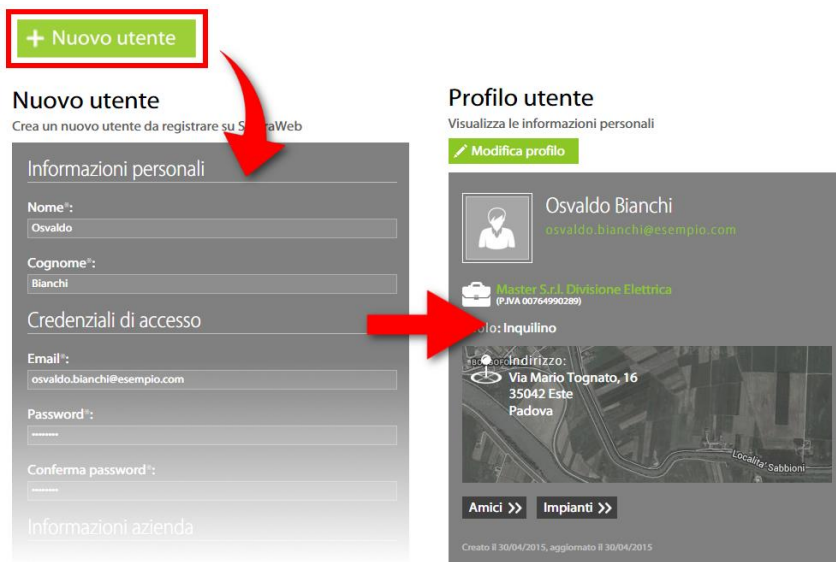 + Nuovo utente
Nuovo utente
Crea un nuovo utente da registrare su
Informazioni personali
Nome*:
Osvaldo
Cognome*:
Bianchi
Credenziali di accesso
Email*:
osvaldo.bianchi@esempio.com
Password*:
••••••••
Conferma password*:
••••••••
Informazioni azienda
Profilo utente
Visualizza le informazioni personali
Modifica profilo
Osvaldo Bianchi
osvaldo.bianchi@esempio.com
Master S.r.l. Divisione Elettrica
(P.IVA 00764990289)
Inquilino
Indirizzo:
Via Mario Tognato, 16
35042 Este
Padova
Localita' Sabbioni
Amici >>
Impianti >>
Creato il 30/04/2015, aggiornato il 30/04/2015